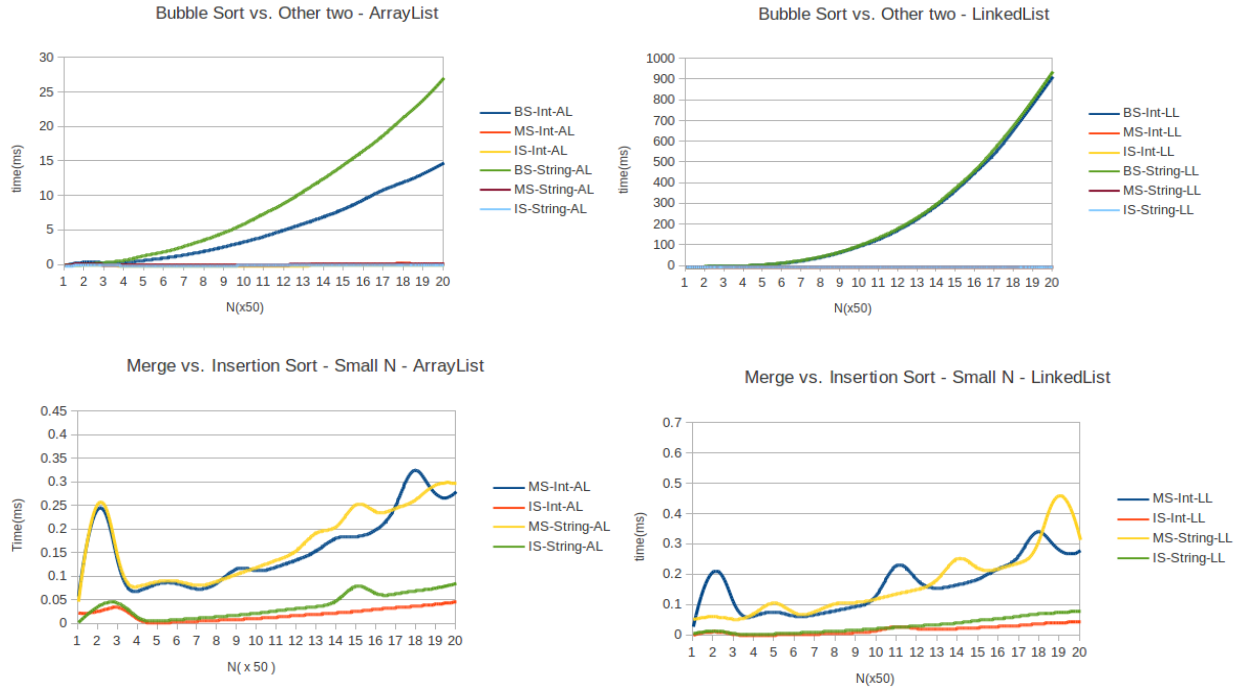 Bubble Sort vs. Other two - ArrayList
30
25
20
15
10
5
0
time(ms)
1 2 3 4 5 6 7 8 9 10 11 12 13 14 15 16 17 18 19 20
N(x50)
BS-Int-AL
MS-Int-AL
IS-Int-AL
BS-String-AL
MS-String-AL
IS-String-AL
Bubble Sort vs. Other two - LinkedList
1000
900
800
700
600
500
400
300
200
100
0
time(ms)
1 2 3 4 5 6 7 8 9 10 11 12 13 14 15 16 17 18 19 20
N(x50)
BS-Int-LL
MS-Int-LL
IS-Int-LL
BS-String-LL
MS-String-LL
IS-String-LL
Merge vs. Insertion Sort - Small N - ArrayList
0.45
0.4
0.35
0.3
0.25
0.2
0.15
0.1
0.05
0
Time(ms)
1 2 3 4 5 6 7 8 9 10 11 12 13 14 15 16 17 18 19 20
N( x 50 )
MS-Int-AL
IS-Int-AL
MS-String-AL
IS-String-AL
Merge vs. Insertion Sort - Small N - LinkedList
0.7
0.6
0.5
0.4
0.3
0.2
0.1
0
time(ms)
1 2 3 4 5 6 7 8 9 10 11 12 13 14 15 16 17 18 19 20
N(x50)
MS-Int-LL
IS-Int-LL
MS-String-LL
IS-String-LL